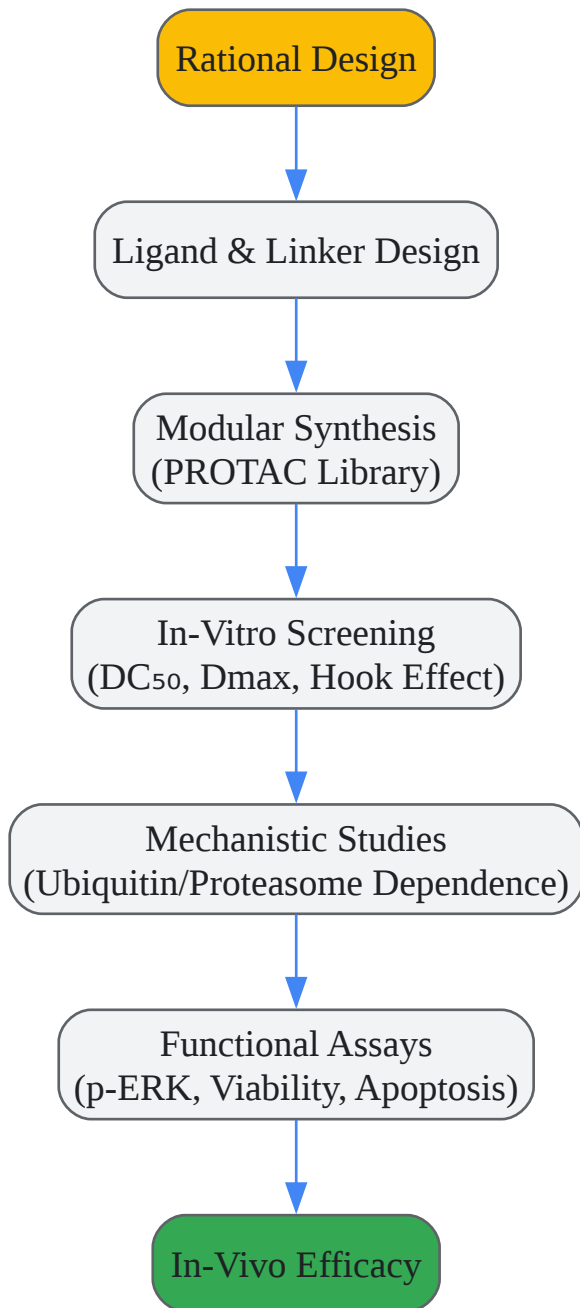 Rational Design
Ligand & Linker Design
Modular Synthesis
(PROTAC Library)
In-Vitro Screening
(DC₅₀, Dmax, Hook Effect)
Mechanistic Studies
(Ubiquitin/Proteasome Dependence)
Functional Assays
(p-ERK, Viability, Apoptosis)
In-Vivo Efficacy